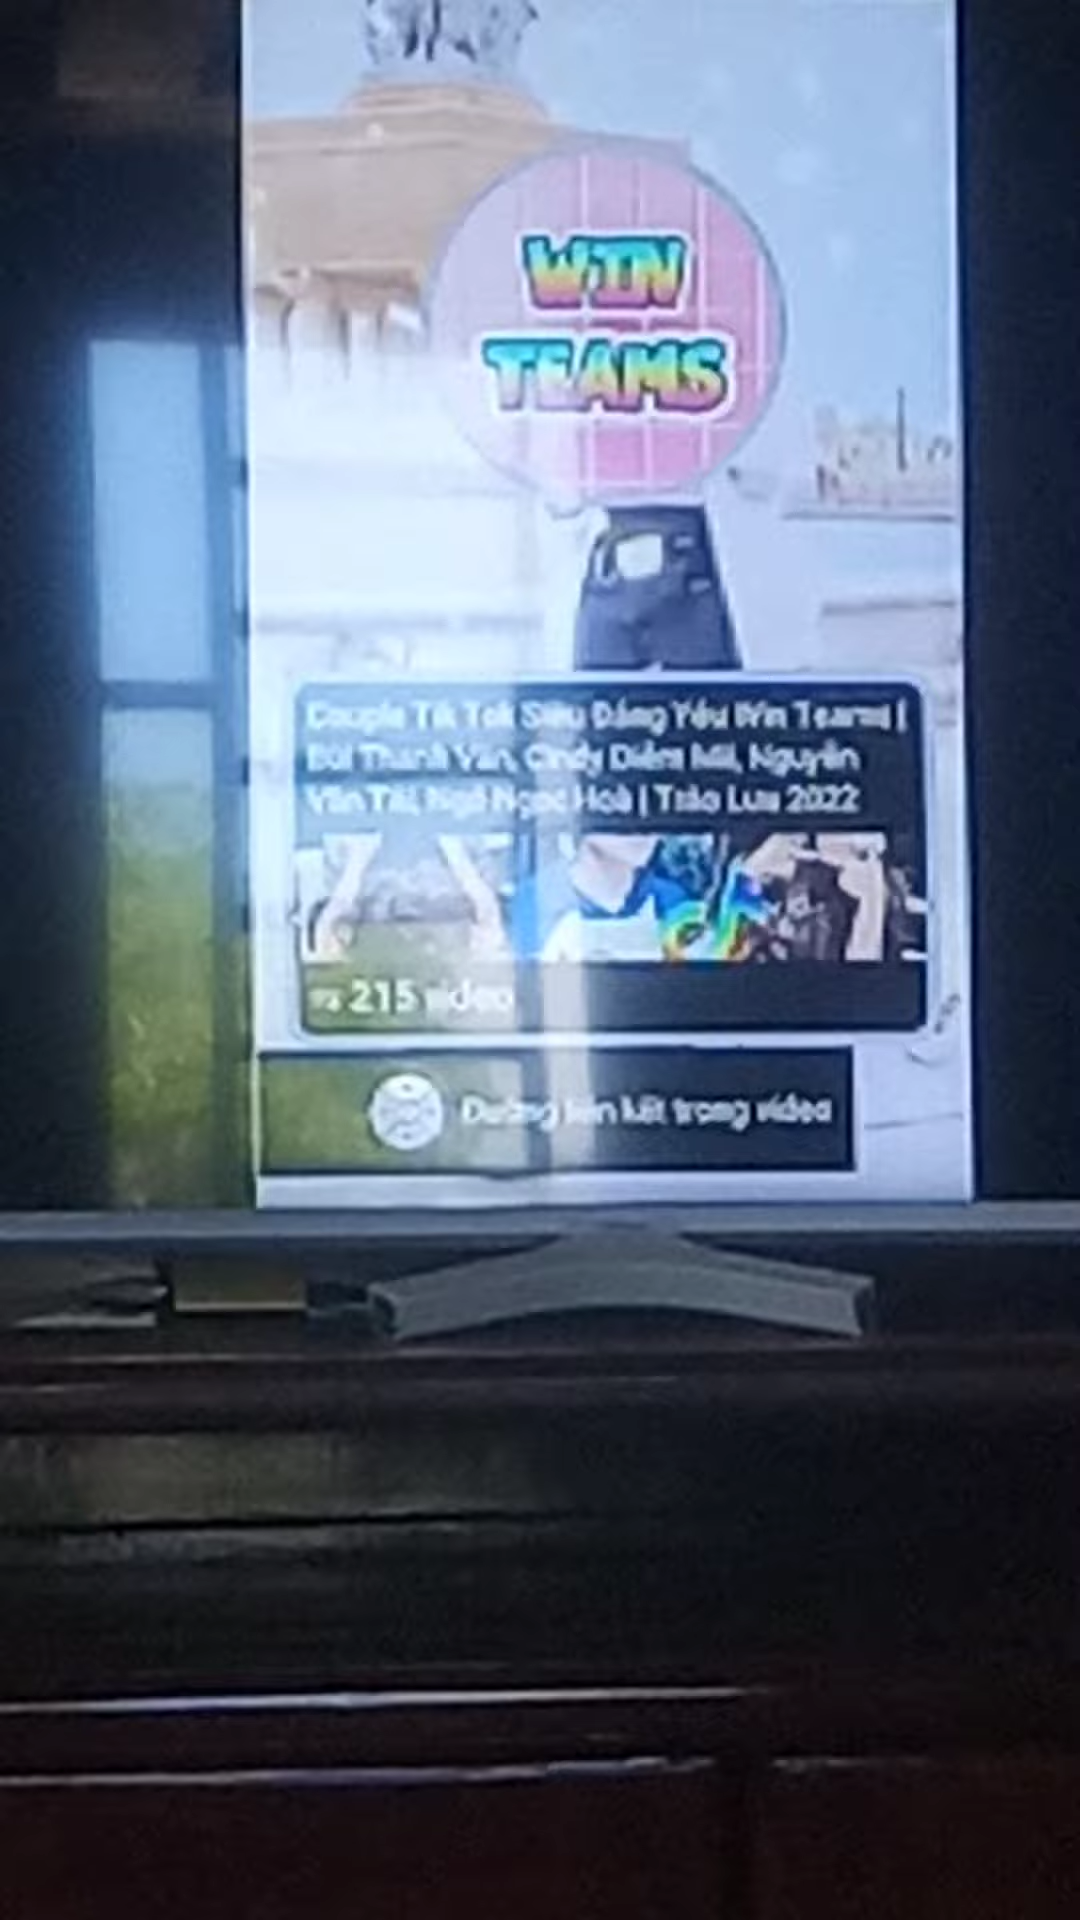 WIN
TEAMS
Couple Tik Tok Siêu Đáng Yêu Win Teams |
Bùi Thanh Vân, Cindy Diễm Mi, Nguyễn
Văn Tài, Ngô Ngọc Hoà | Trào Lưu 2022
215 video
Đường liên kết trong video